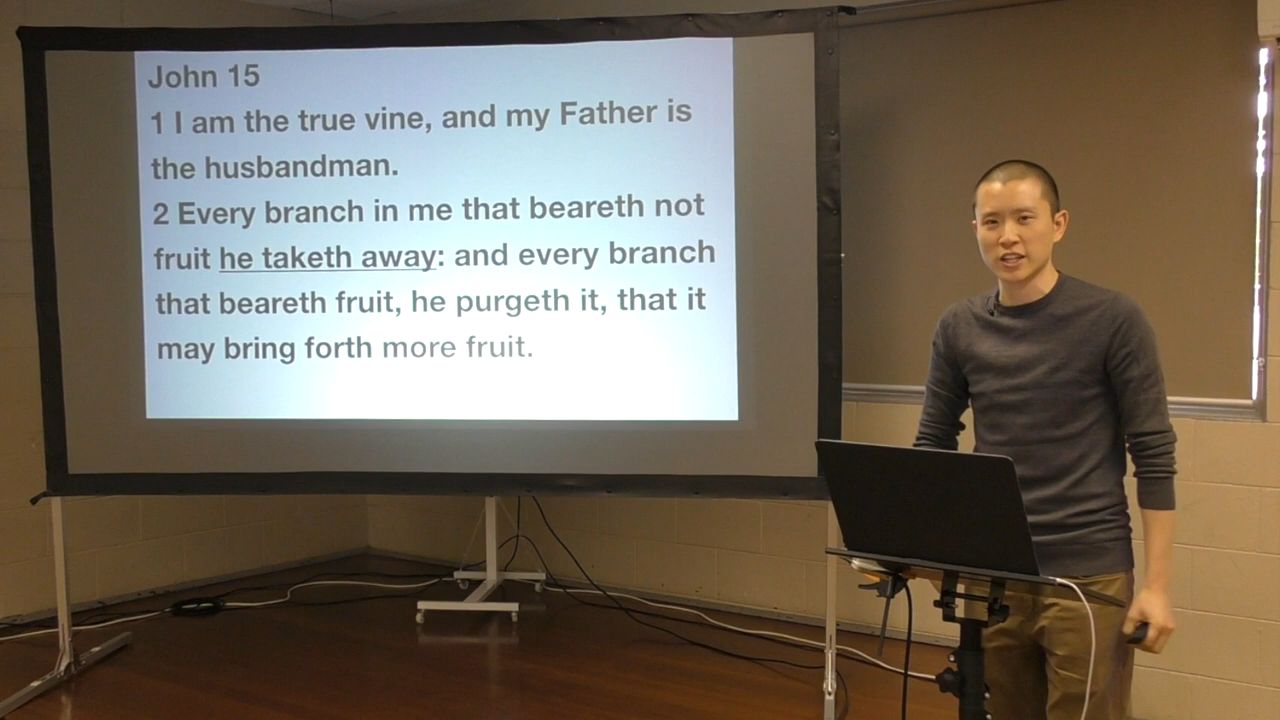 John 15
1 I am the true vine, and my Father is
the husbandman.
2 Every branch in me that beareth not
fruit he taketh away: and every branch
that beareth fruit, he purgeth it, that it
may bring forth more fruit.